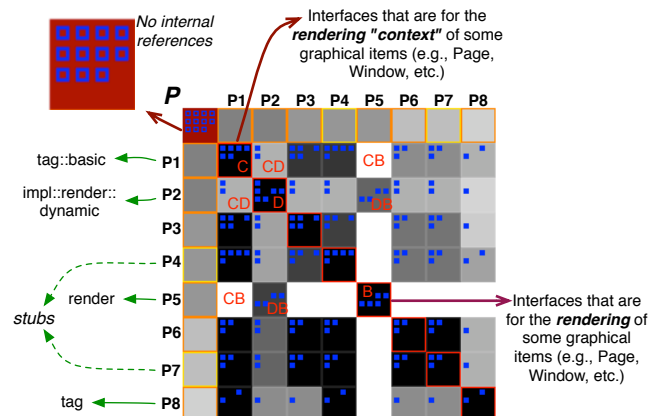 No internal
references
Interfaces that are for the
rendering "context" of some
graphical items (e.g., Page,
Window, etc.)
P
P1 P2 P3 P4 P5 P6 P7 P8
tag::basic
P1
C
CD
CB
impl::render::
dynamic
P2
CD
D
DB
P3
P4
stubs
render
P5
CB
DB
B
Interfaces that are
for the rendering of
some graphical
items (e.g., Page,
Window, etc.)
P6
P7
tag
P8